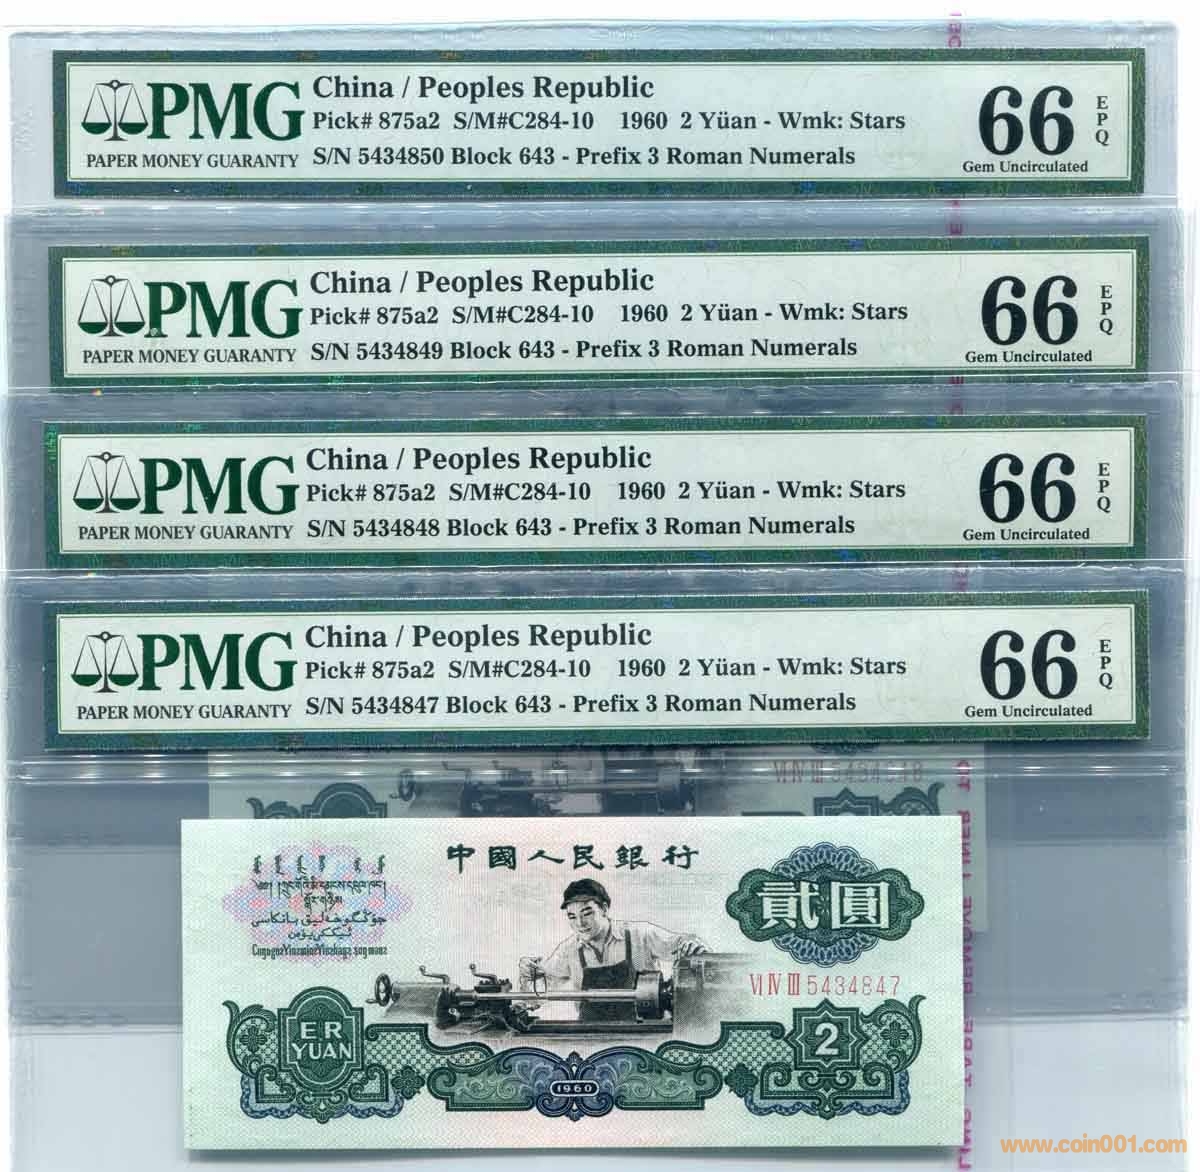 PMG
PAPER MONEY GUARANTY
China / Peoples Republic
Pick# 875a2 S/M#C284-10 1960 2 Yüan - Wmk: Stars
S/N 5434850 Block 643 - Prefix 3 Roman Numerals
66
EPQ
Gem Uncirculated
PMG
PAPER MONEY GUARANTY
China / Peoples Republic
Pick# 875a2 S/M#C284-10 1960 2 Yüan - Wmk: Stars
S/N 5434849 Block 643 - Prefix 3 Roman Numerals
66
EPQ
Gem Uncirculated
PMG
PAPER MONEY GUARANTY
China / Peoples Republic
Pick# 875a2 S/M#C284-10 1960 2 Yüan - Wmk: Stars
S/N 5434848 Block 643 - Prefix 3 Roman Numerals
66
EPQ
Gem Uncirculated
PMG
PAPER MONEY GUARANTY
China / Peoples Republic
Pick# 875a2 S/M#C284-10 1960 2 Yüan - Wmk: Stars
S/N 5434847 Block 643 - Prefix 3 Roman Numerals
66
EPQ
Gem Uncirculated
VI IV III 5434848
中國人民銀行
貳圓
VI IV III 5434847
ER
YUAN
2
1960
www.coin001.com